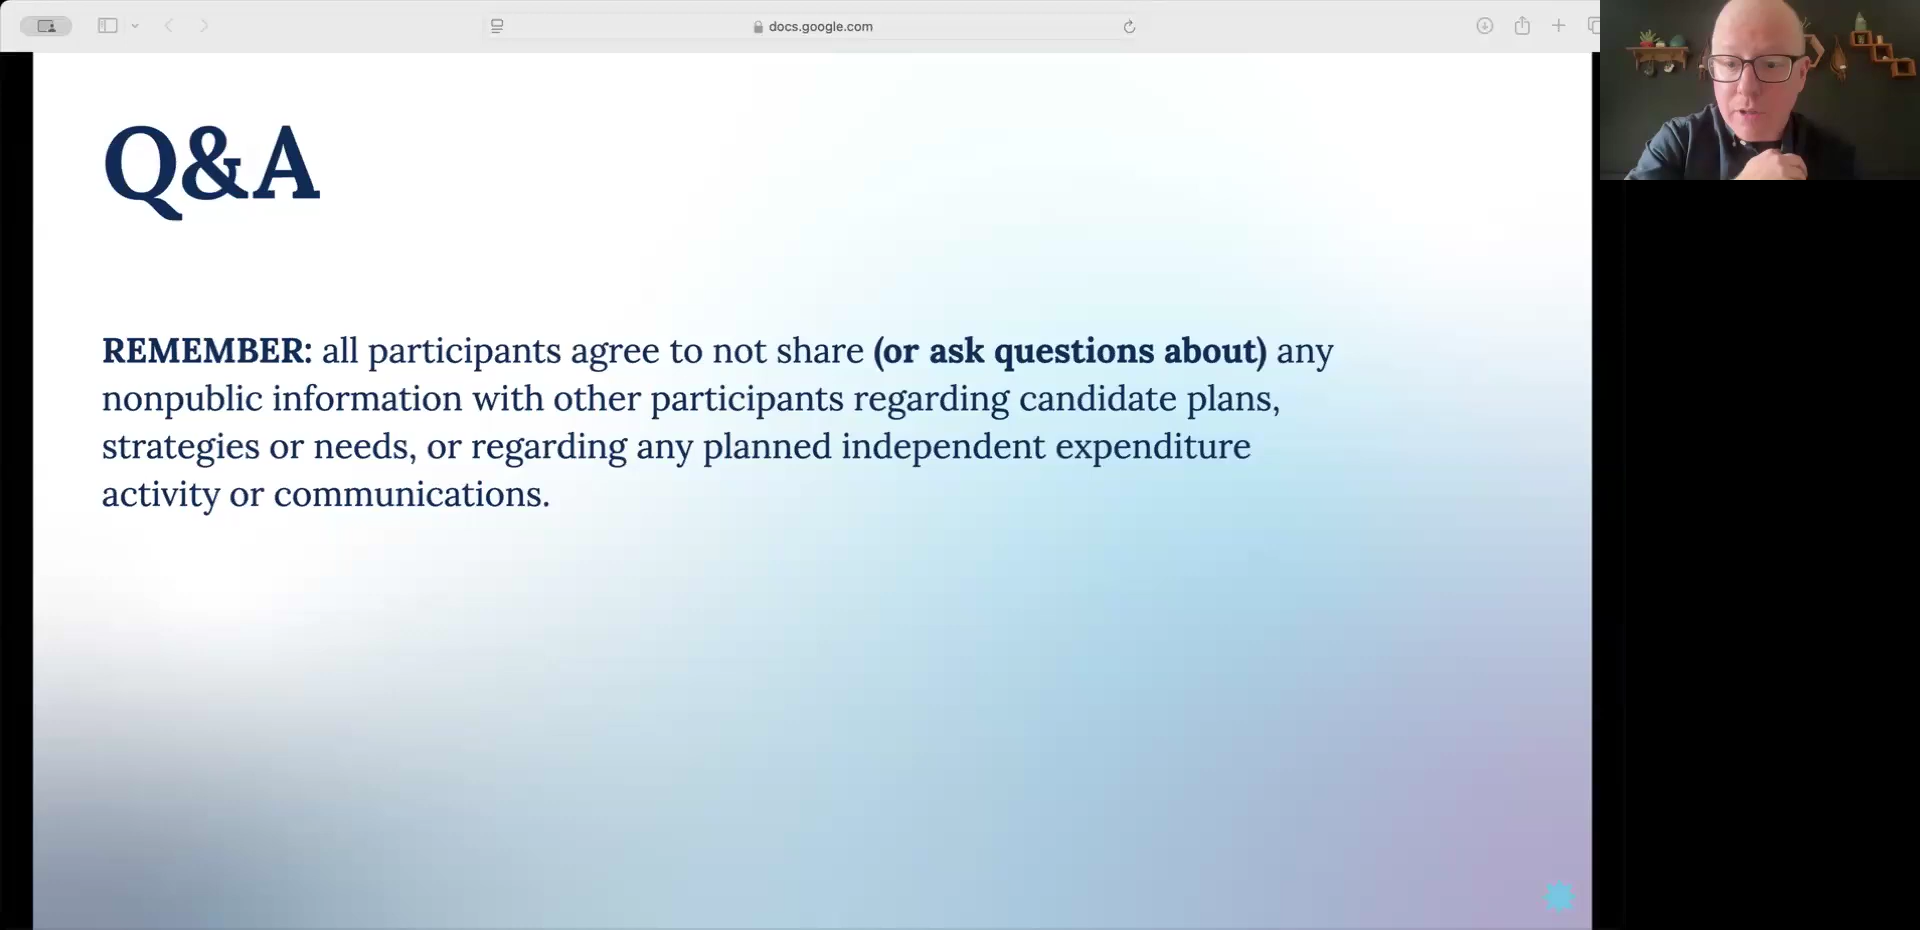 docs.google.com
Q&A
REMEMBER: all participants agree to not share (or ask questions about) any
nonpublic information with other participants regarding candidate plans,
strategies or needs, or regarding any planned independent expenditure
activity or communications.